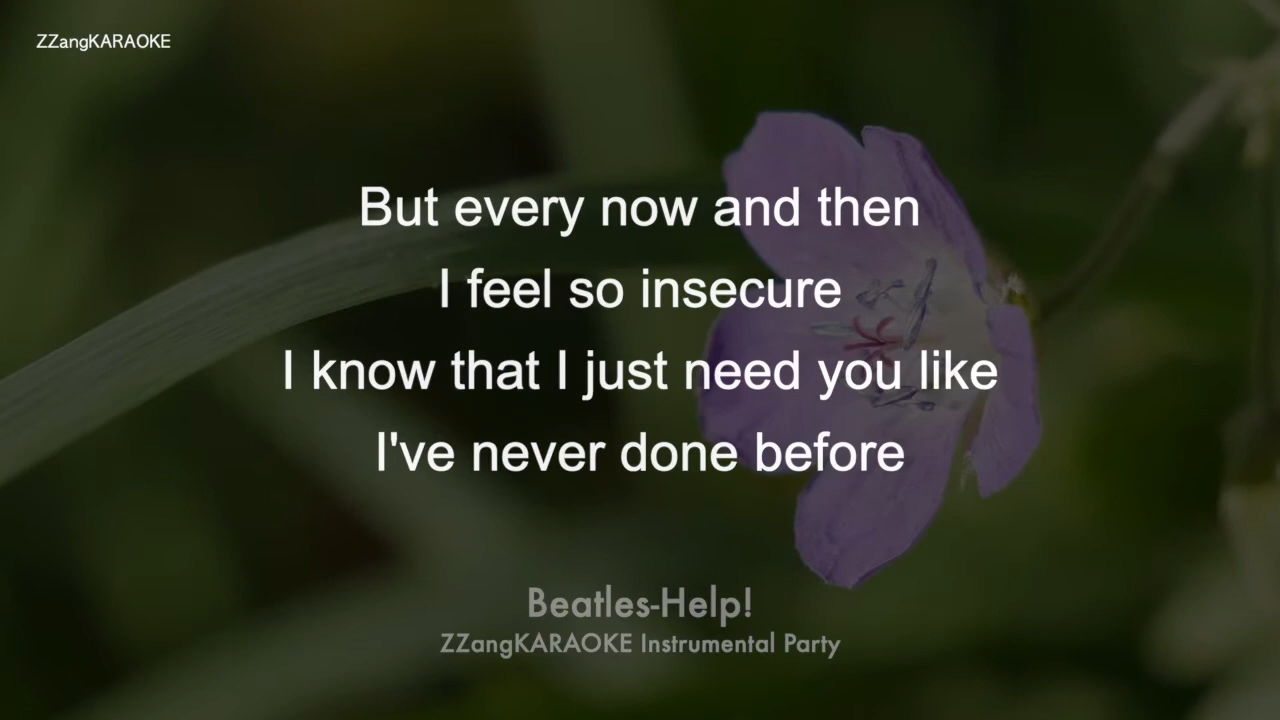 ZZangKARAOKE
But every now and then
I feel so insecure
I know that I just need you like
I've never done before
Beatles-Help!
ZZangKARAOKE Instrumental Party